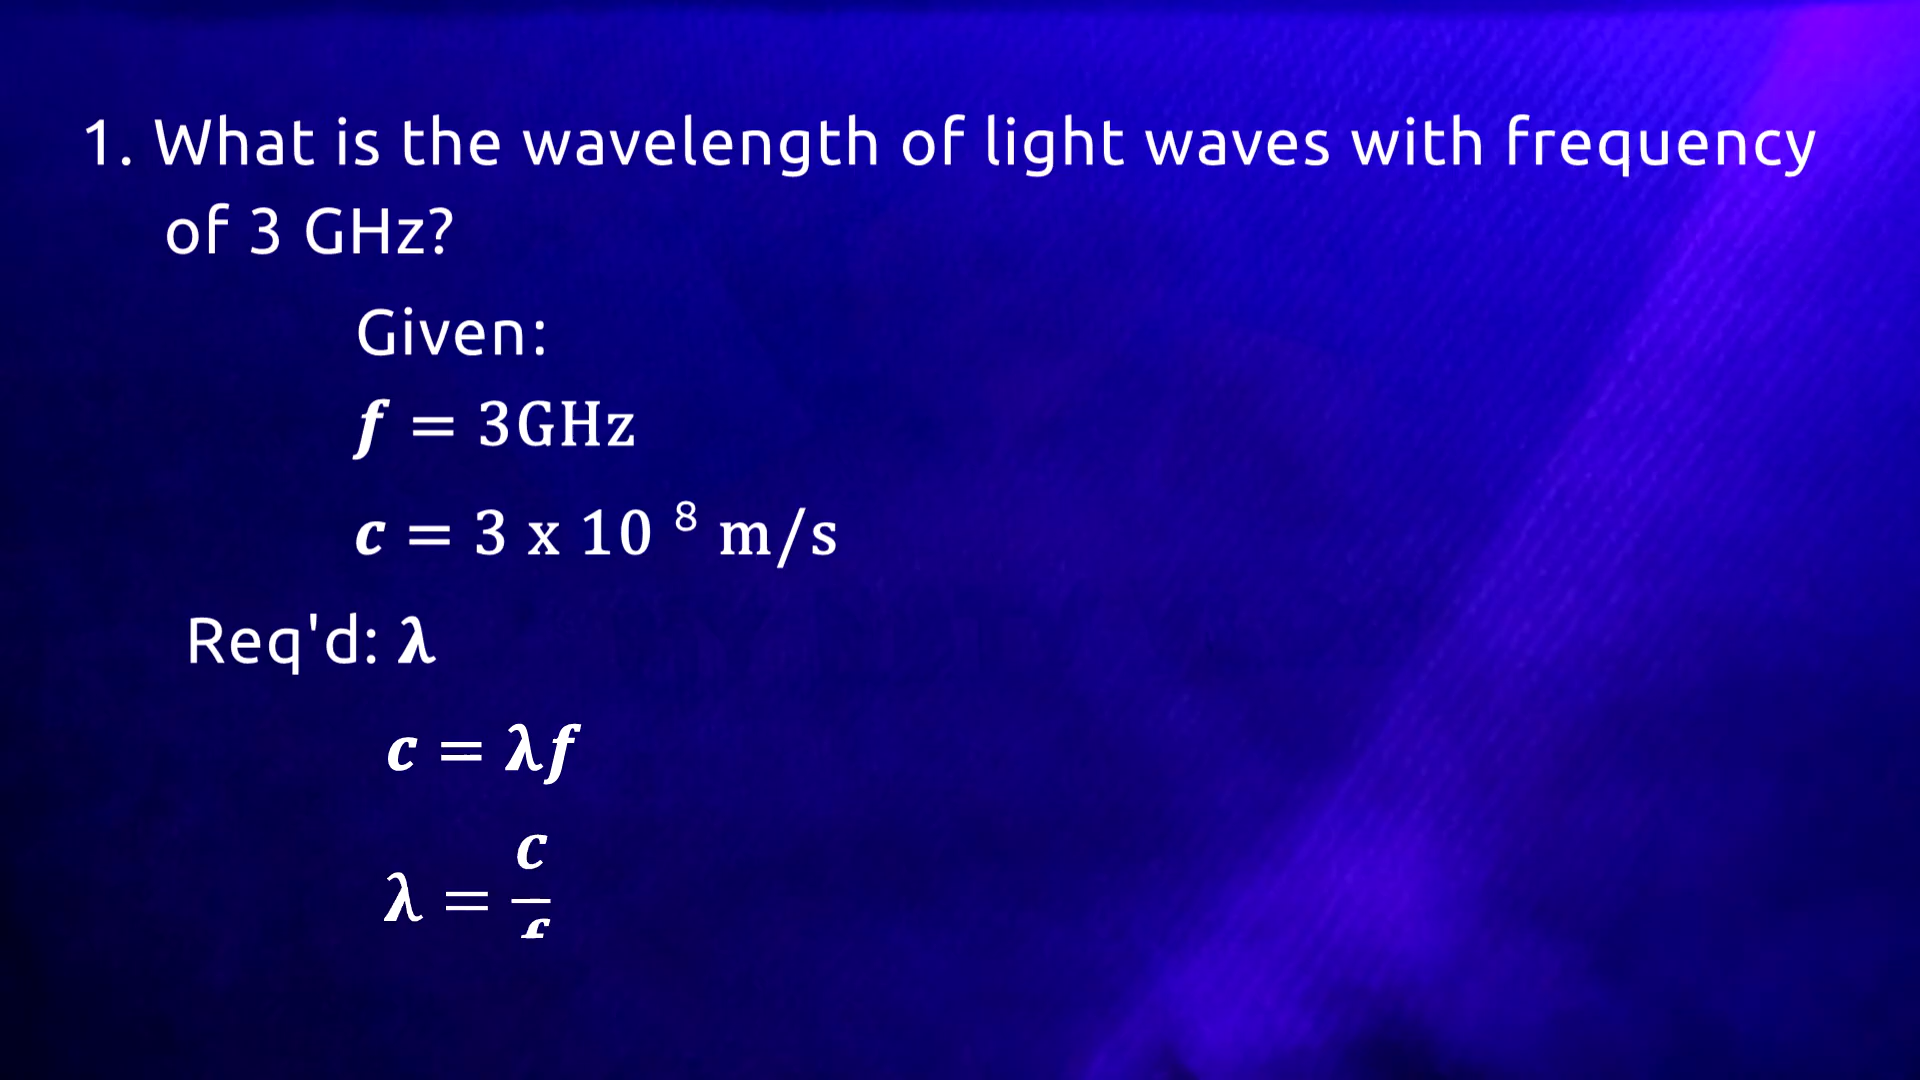 1. What is the wavelength of light waves with frequency
of 3 GHz?
Given:
f = 3GHz
c = 3 x 10 ⁸ m/s
Req'd: λ
c = λf
λ = c/f